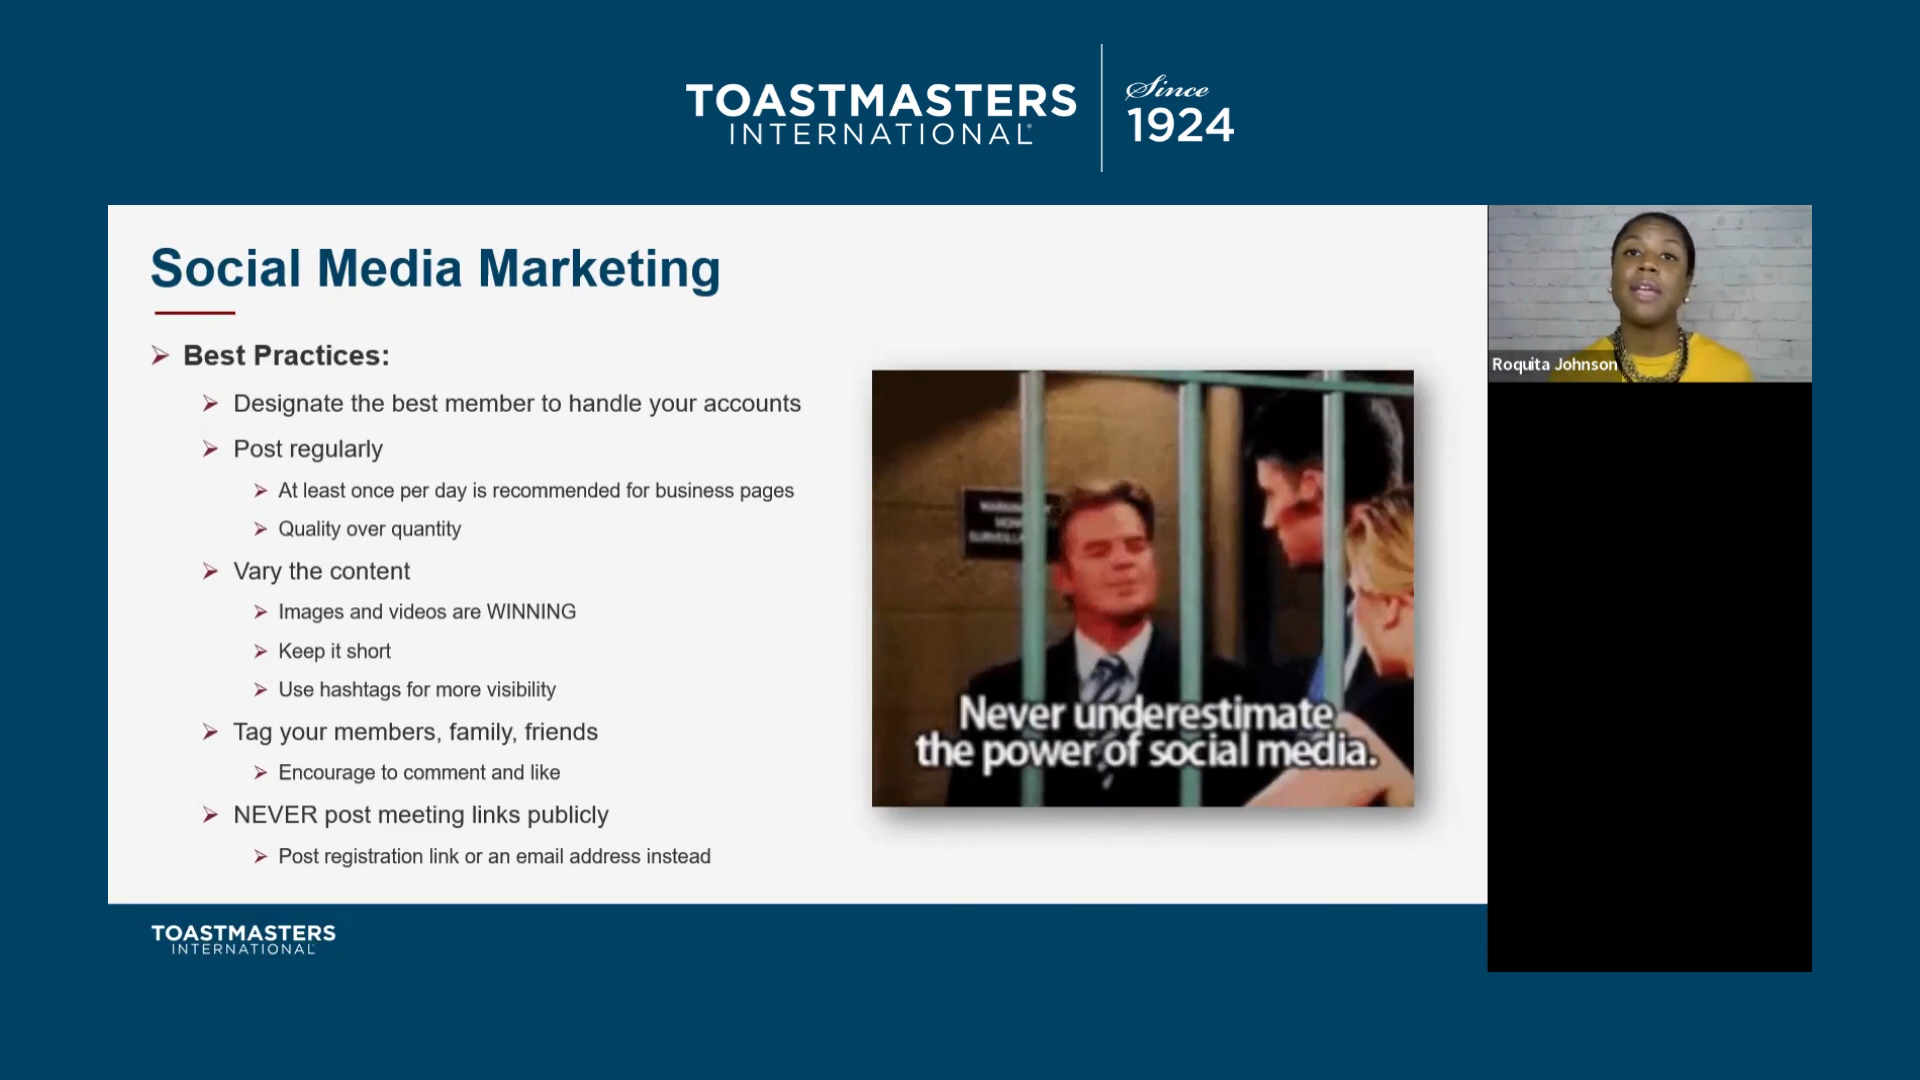 TOASTMASTERS
INTERNATIONAL
Since
1924
Social Media Marketing
Best Practices:
Designate the best member to handle your accounts
Post regularly
At least once per day is recommended for business pages
Quality over quantity
Vary the content
Images and videos are WINNING
Keep it short
Use hashtags for more visibility
Tag your members, family, friends
Encourage to comment and like
NEVER post meeting links publicly
Post registration link or an email address instead
Never underestimate
the power of social media.
Roquita Johnson
TOASTMASTERS
INTERNATIONAL